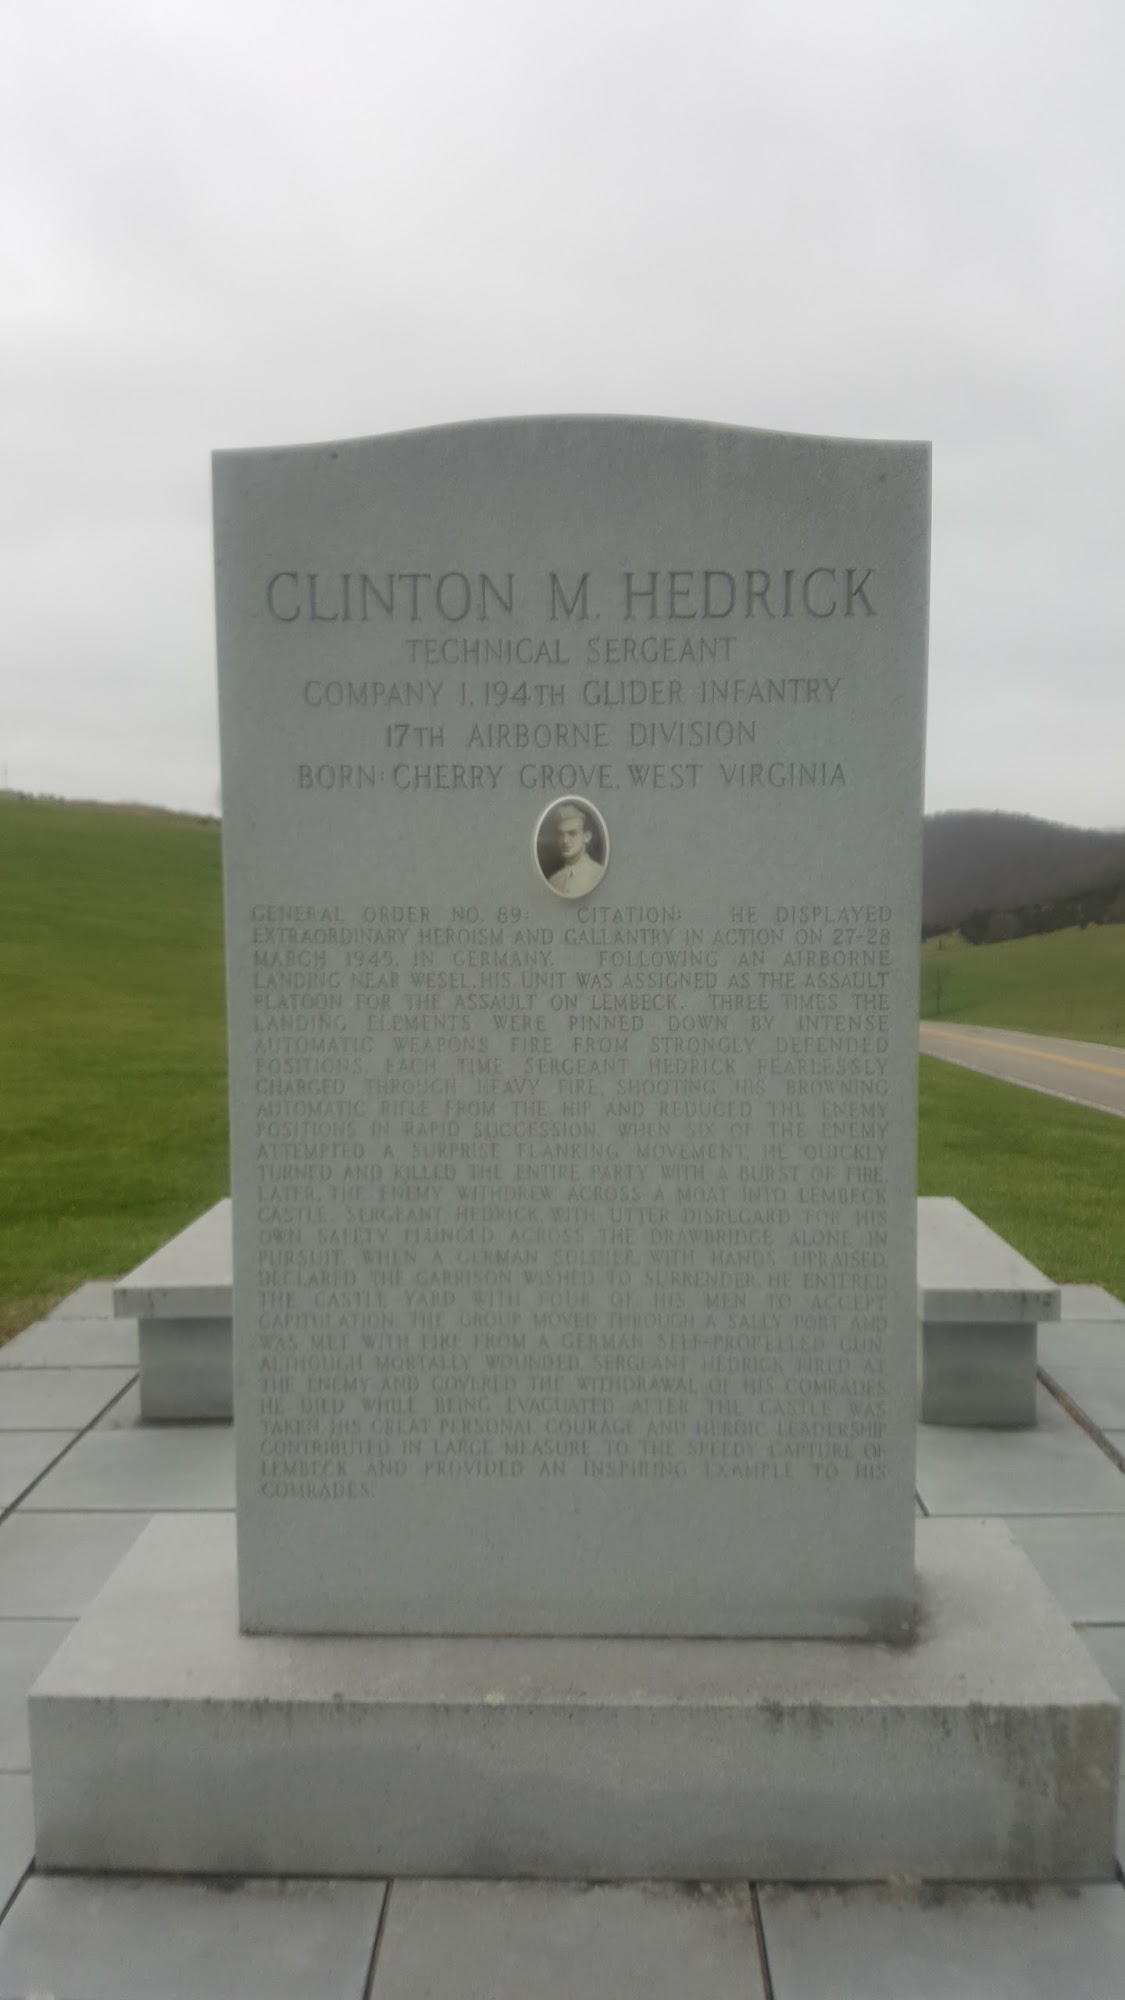 CLINTON M. HEDRICK
TECHNICAL SERGEANT
COMPANY I, 194TH GLIDER INFANTRY
17TH AIRBORNE DIVISION
BORN: CHERRY GROVE, WEST VIRGINIA
GENERAL ORDER NO. 89: CITATION: HE DISPLAYED
EXTRAORDINARY HEROISM AND GALLANTRY IN ACTION ON 27-28
MARCH 1945, IN GERMANY. FOLLOWING AN AIRBORNE
LANDING NEAR WESEL, HIS UNIT WAS ASSIGNED AS THE ASSAULT
PLATOON FOR THE ASSAULT ON LEMBECK. THREE TIMES THE
LANDING ELEMENTS WERE PINNED DOWN BY INTENSE
AUTOMATIC WEAPONS FIRE FROM STRONGLY DEFENDED
POSITIONS. EACH TIME SERGEANT HEDRICK FEARLESSLY
CHARGED THROUGH HEAVY FIRE, SHOOTING HIS BROWNING
AUTOMATIC RIFLE FROM THE HIP AND REDUCED THE ENEMY
POSITIONS IN RAPID SUCCESSION. WHEN SIX OF THE ENEMY
ATTEMPTED A SURPRISE FLANKING MOVEMENT, HE QUICKLY
TURNED AND KILLED THE ENTIRE PARTY WITH A BURST OF FIRE.
LATER, THE ENEMY WITHDREW ACROSS A MOAT INTO LEMBECK
CASTLE. SERGEANT HEDRICK, WITH UTTER DISREGARD FOR HIS
OWN SAFETY, PLUNGED ACROSS THE DRAWBRIDGE ALONE IN
PURSUIT. WHEN A GERMAN SOLDIER, WITH HANDS UPRAISED,
DECLARED THE GARRISON WISHED TO SURRENDER, HE ENTERED
THE CASTLE YARD WITH FOUR OF HIS MEN TO ACCEPT
CAPITULATION. THE GROUP MOVED THROUGH A SALLY PORT AND
WAS MET WITH FIRE FROM A GERMAN SELF-PROPELLED GUN.
ALTHOUGH MORTALLY WOUNDED, SERGEANT HEDRICK FIRED AT
THE ENEMY AND COVERED THE WITHDRAWAL OF HIS COMRADES.
HE DIED WHILE BEING EVACUATED AFTER THE CASTLE WAS
TAKEN. HIS GREAT PERSONAL COURAGE AND HEROIC LEADERSHIP
CONTRIBUTED IN LARGE MEASURE TO THE SPEEDY CAPTURE OF
LEMBECK AND PROVIDED AN INSPIRING EXAMPLE TO HIS
COMRADES.